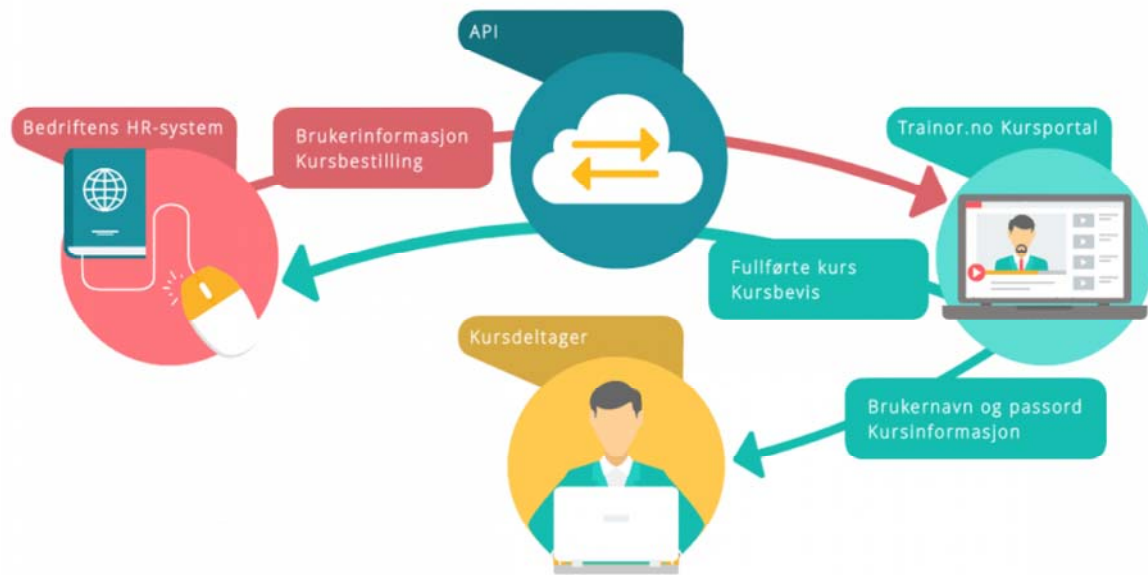 API
Bedriftens HR-system
Brukerinformasjon
Kursbestilling
Trainor.no Kursportal
Fullførte kurs
Kursbevis
Kursdeltager
Brukernavn og passord
Kursinformasjon